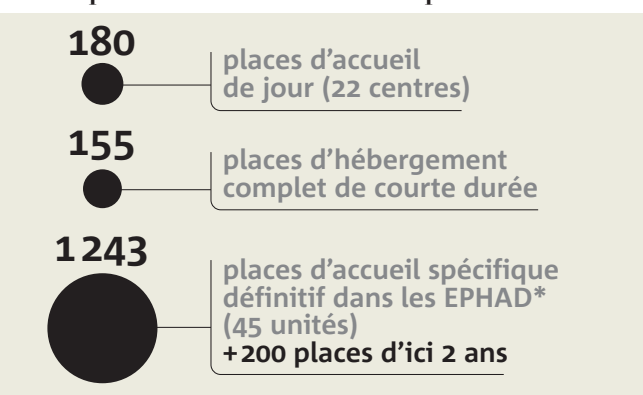 180
places d'accueil
de jour (22 centres)
155
places d'hébergement
complet de courte durée
1 243
places d'accueil spécifique
définitif dans les EPHAD*
(45 unités)
+200 places d'ici 2 ans